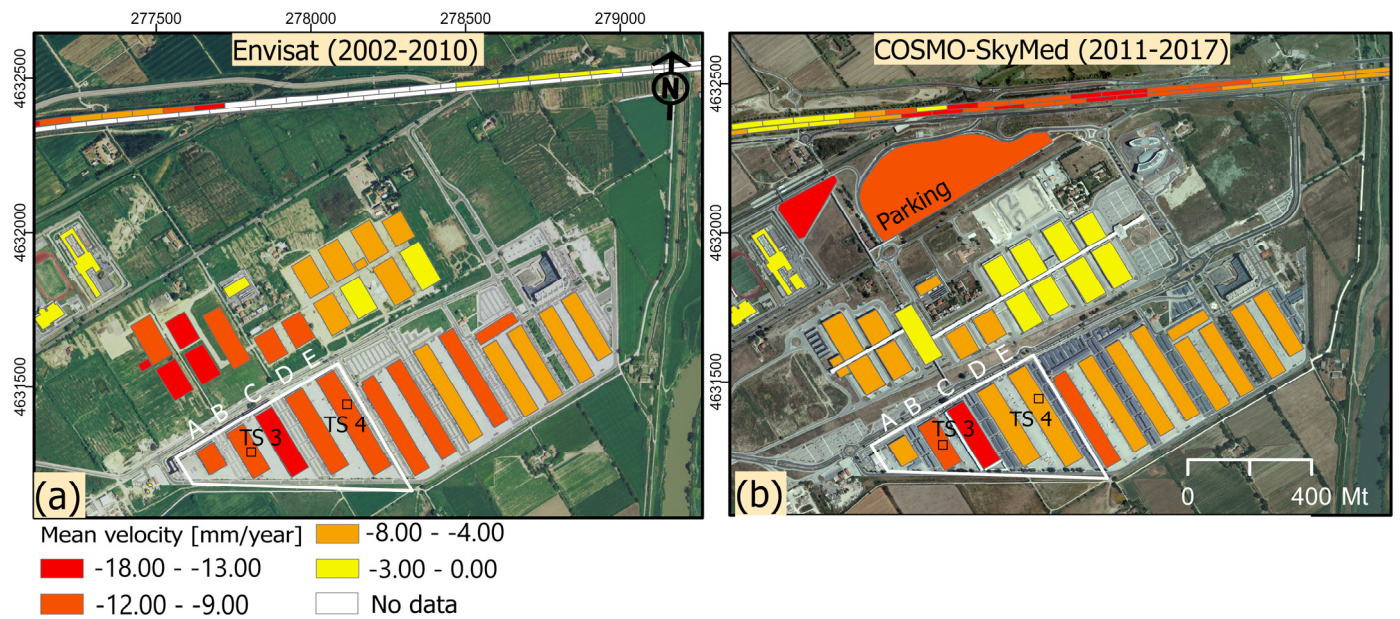 277500 278000 278500 279000
Envisat (2002-2010)
COSMO-SkyMed (2011-2017)
4632500
4632000
4631500
N
4632500
4632000
4631500
Parking
A B C D E
TS 3
TS 4
A B C D E
TS 3
TS 4
(a)
(b)
0 400 Mt
Mean velocity [mm/year]
-18.00 - -13.00
-12.00 - -9.00
-8.00 - -4.00
-3.00 - 0.00
No data